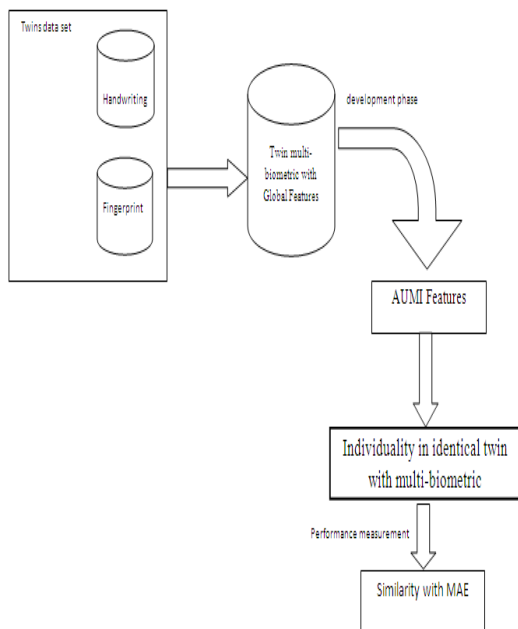 Twins data set
Handwriting
Fingerprint
Twin multi-
biometric with
Global Features
development phase
AUMI Features
Individuality in identical twin
with multi-biometric
Performance measurement
Similarity with MAE